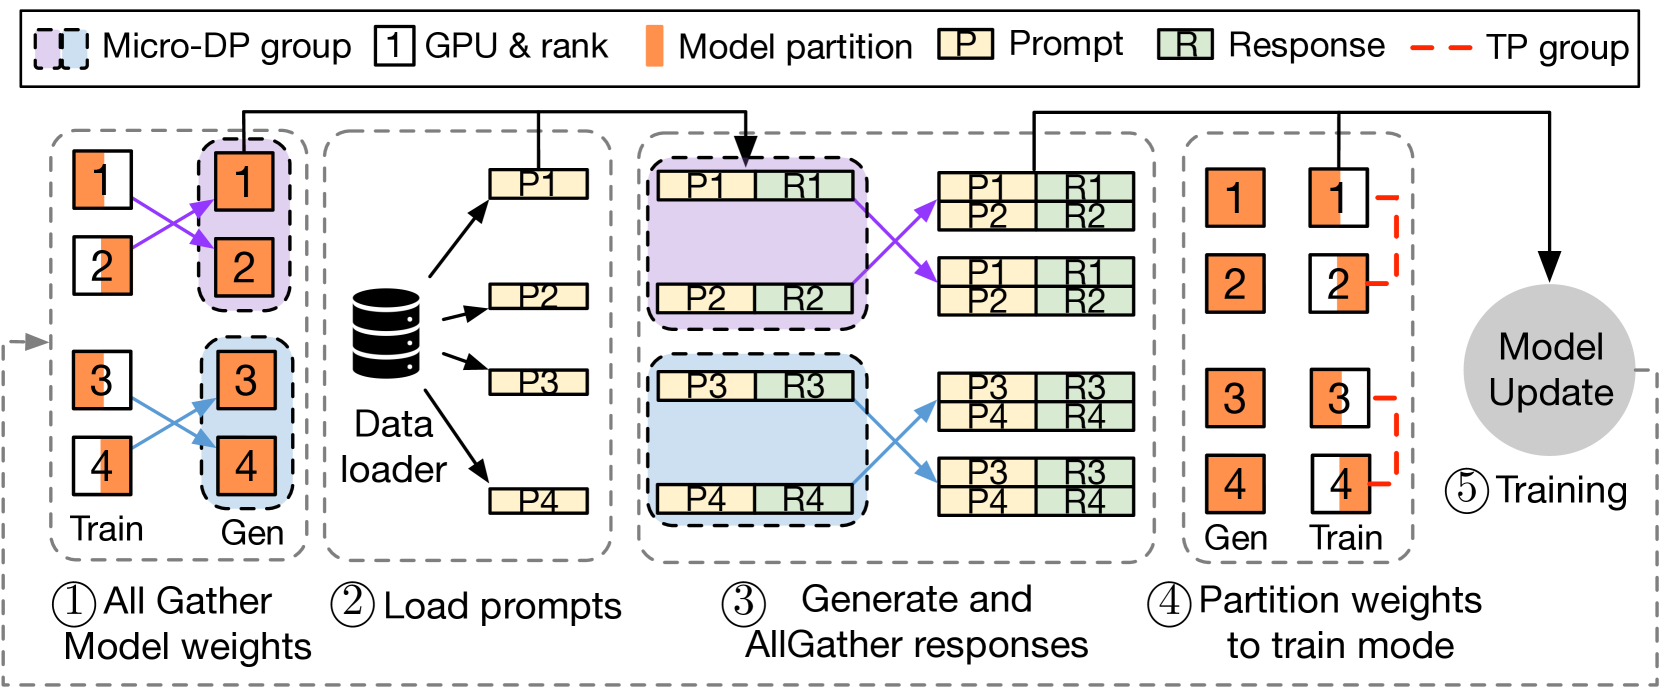 Micro-DP group
1 GPU & rank
Model partition
P Prompt
R Response
TP group
1
2
3
4
Train
1
2
3
4
Gen
① All Gather
Model weights
Data
loader
P1
P2
P3
P4
② Load prompts
P1 R1
P2 R2
P3 R3
P4 R4
P1 R1
P2 R2
P1 R1
P2 R2
P3 R3
P4 R4
P3 R3
P4 R4
③ Generate and
AllGather responses
1
2
3
4
Gen
1
2
3
4
Train
④ Partition weights
to train mode
Model
Update
⑤ Training